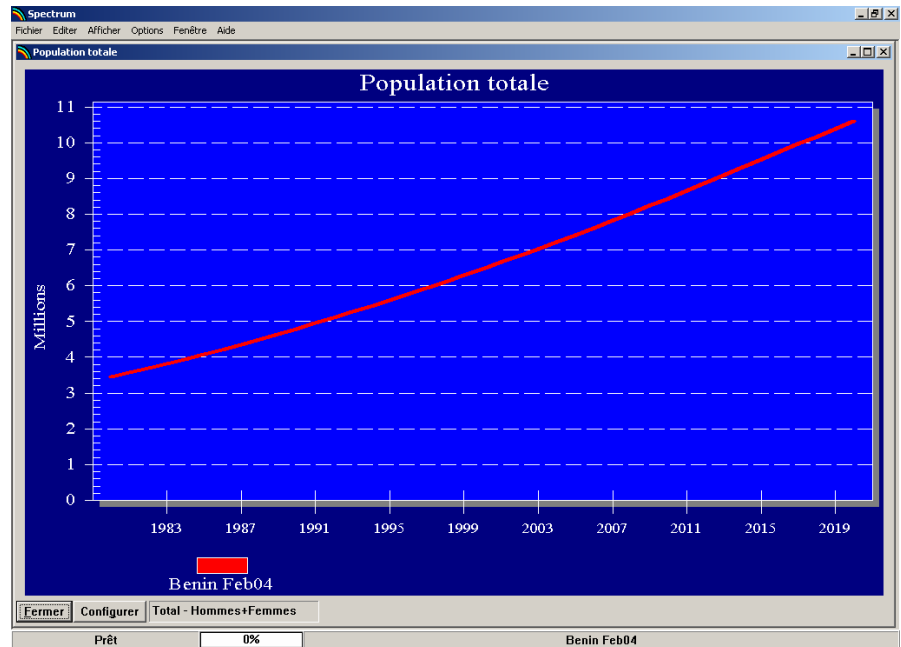 Spectrum
Fichier Editer Afficher Options Fenêtre Aide
Population totale
Population totale
11
10
9
8
7
6
5
4
3
2
1
0
Millions
1983 1987 1991 1995 1999 2003 2007 2011 2015 2019
Benin Feb04
Fermer Configurer Total - Hommes+Femmes
Prêt 0% Benin Feb04